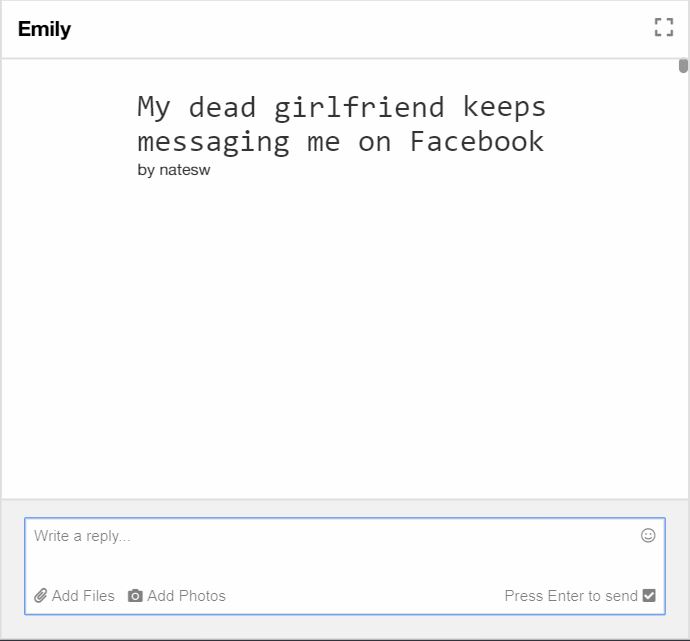 Emily
My dead girlfriend keeps
messaging me on Facebook
by natesw
Write a reply...
Add Files Add Photos Press Enter to send